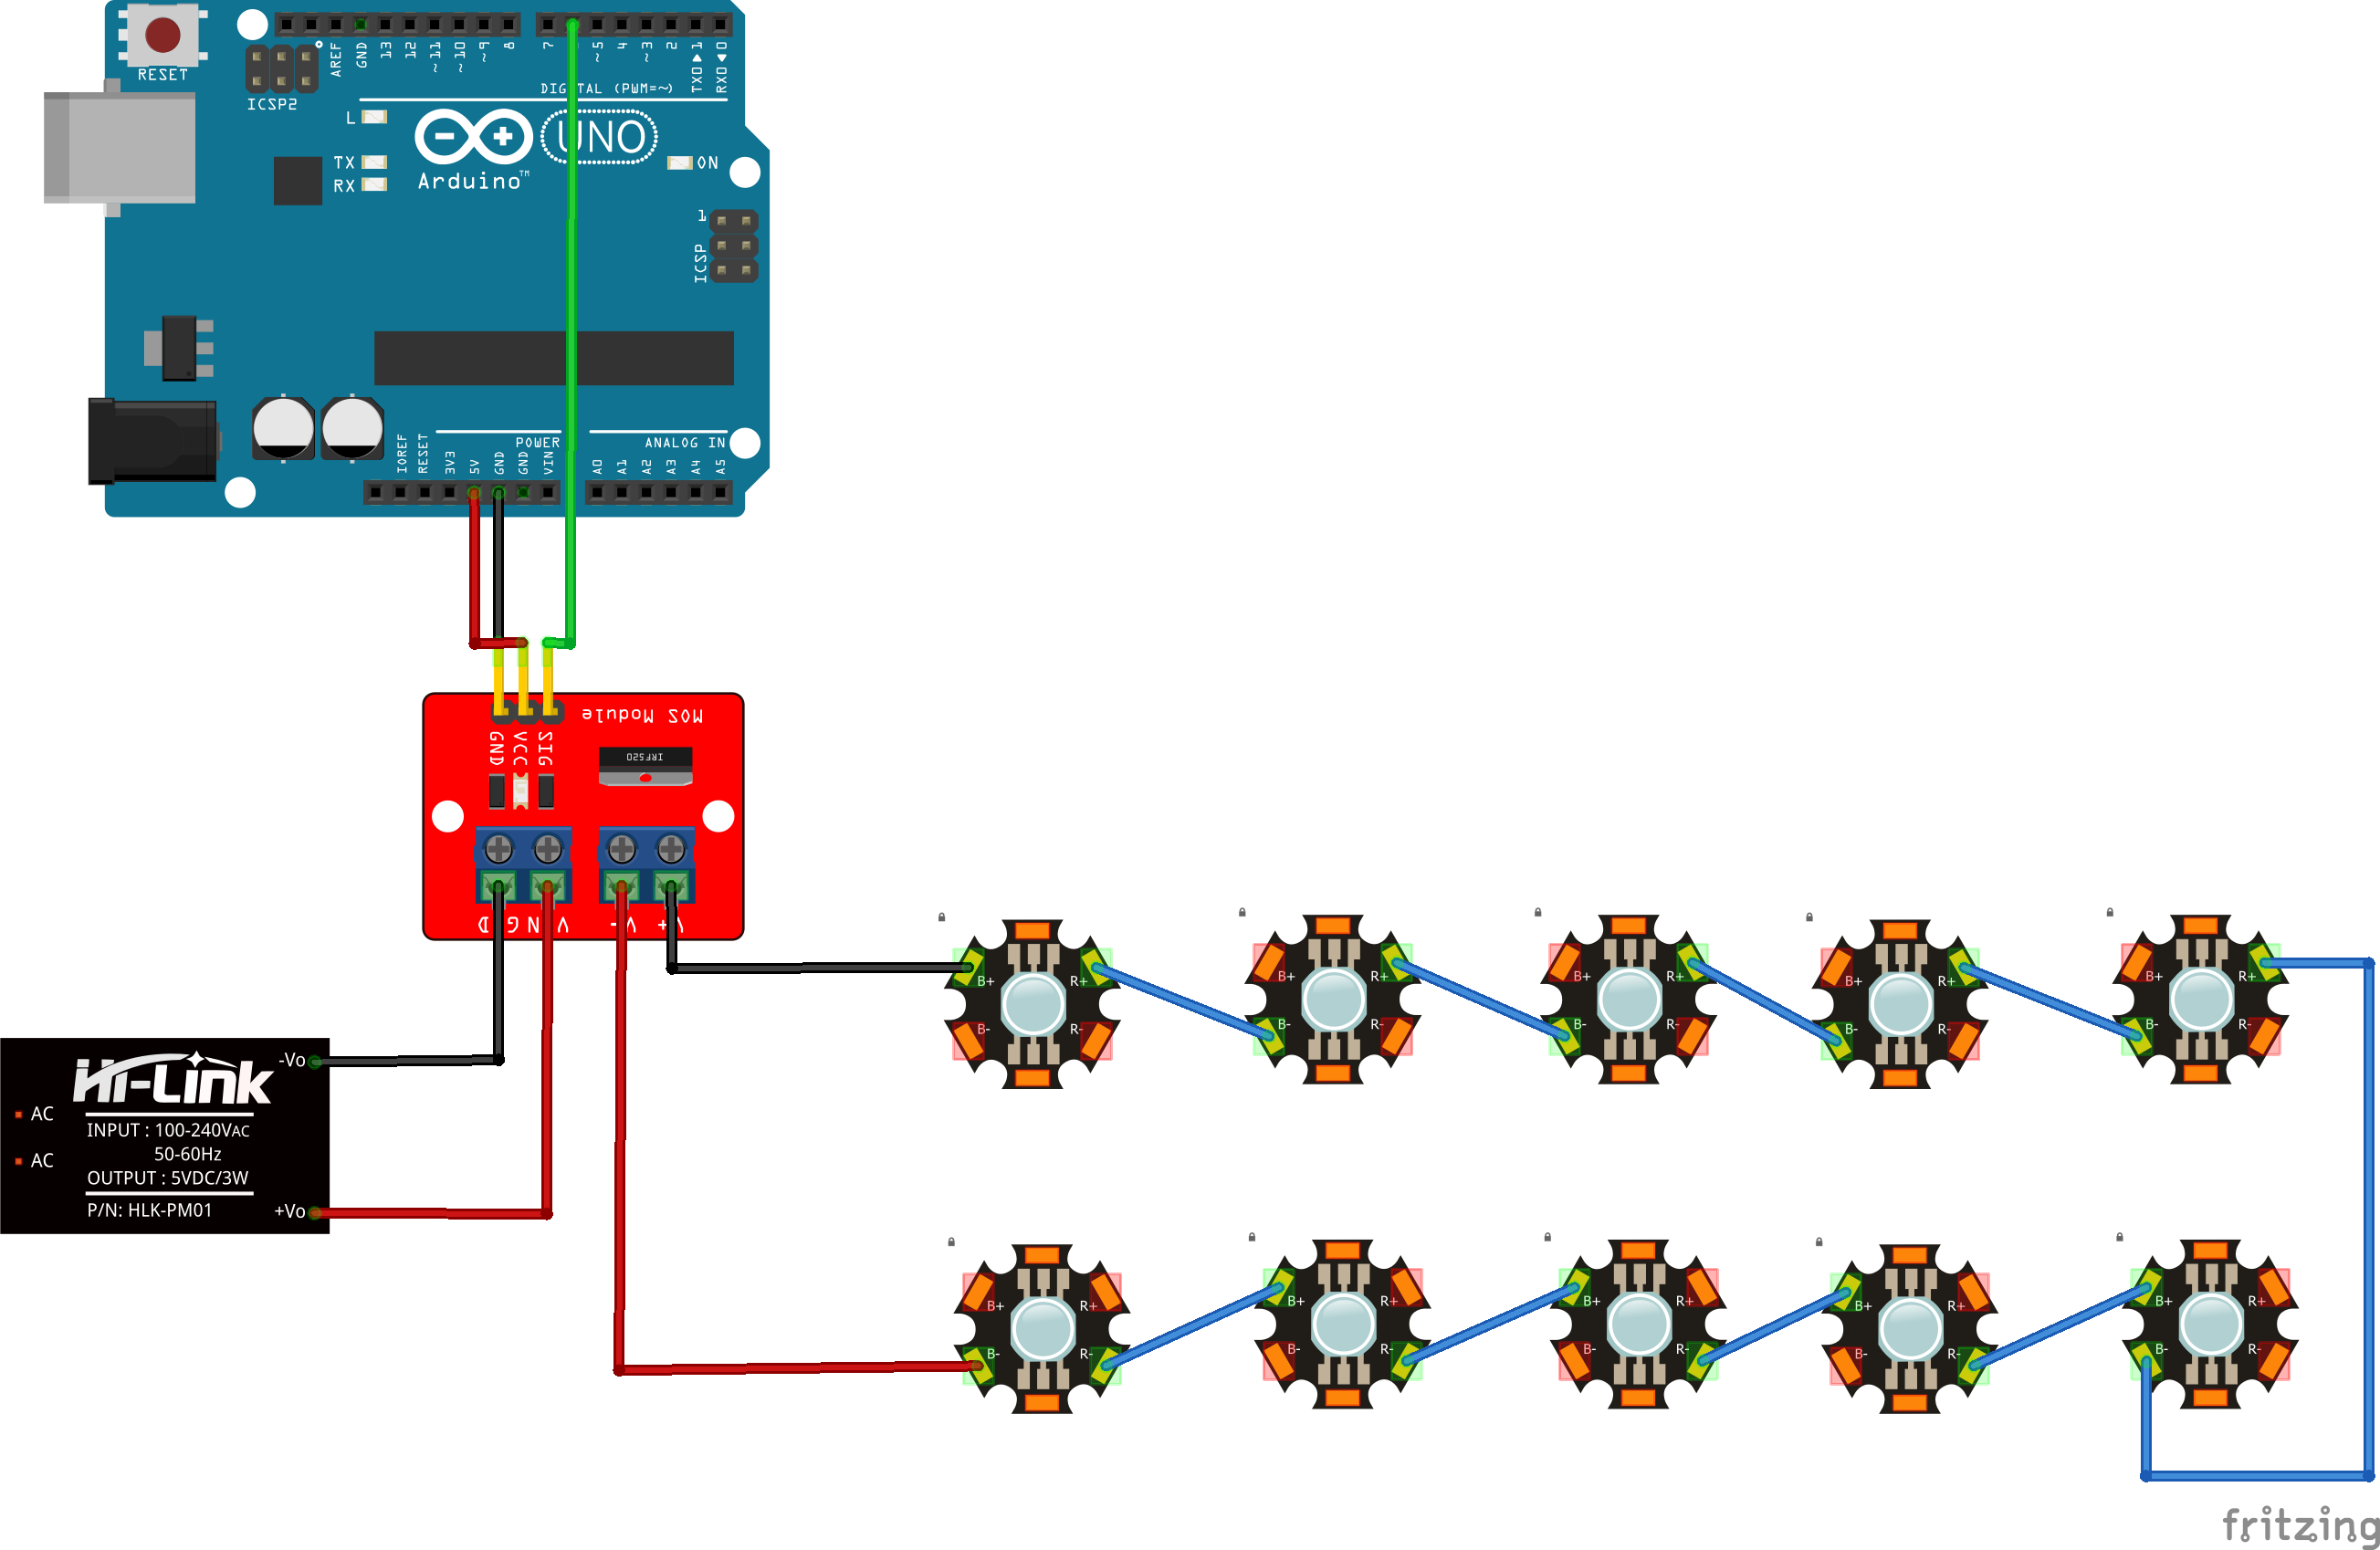 RESET
ICSP2
AREF
GND
13
12
~11
~10
~9
8
7
~5
4
~3
2
TX0▶1
RX0◀0
DIGITAL (PWM=~)
L
TX
RX
Arduino™
UNO
ON
1
ICSP
IOREF
RESET
3V3
5V
GND
GND
VIN
POWER
ANALOG IN
A0
A1
A2
A3
A4
A5
MOS Module
GND
VCC
SIG
IRF520
V-
V+
Hi-Link
-Vo
AC
AC
INPUT : 100-240VAC
50-60Hz
OUTPUT : 5VDC/3W
P/N: HLK-PM01
+Vo
B+ R+
B- R-
B+ R+
B- R-
B+ R+
B- R-
B+ R+
B- R-
B+ R+
B- R-
B+ R+
B- R-
B+ R+
B- R-
B+ R+
B- R-
B+ R+
B- R-
B+ R+
B- R-
fritzing